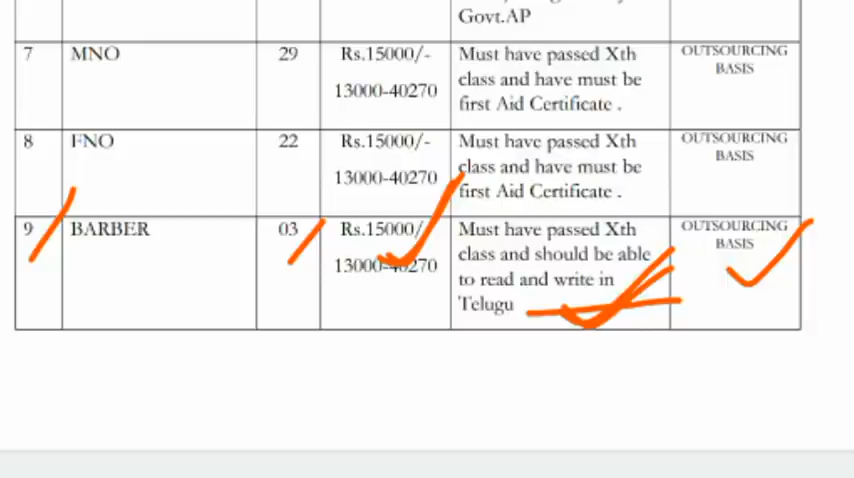 Govt.AP
7 MNO 29 Rs.15000/- Must have passed Xth OUTSOURCING
13000-40270 class and have must be BASIS
first Aid Certificate .
8 FNO 22 Rs.15000/- Must have passed Xth OUTSOURCING
13000-40270 class and have must be BASIS
first Aid Certificate .
9 BARBER 03 Rs.15000/ Must have passed Xth OUTSOURCING
13000-40270 class and should be able BASIS
to read and write in
Telugu